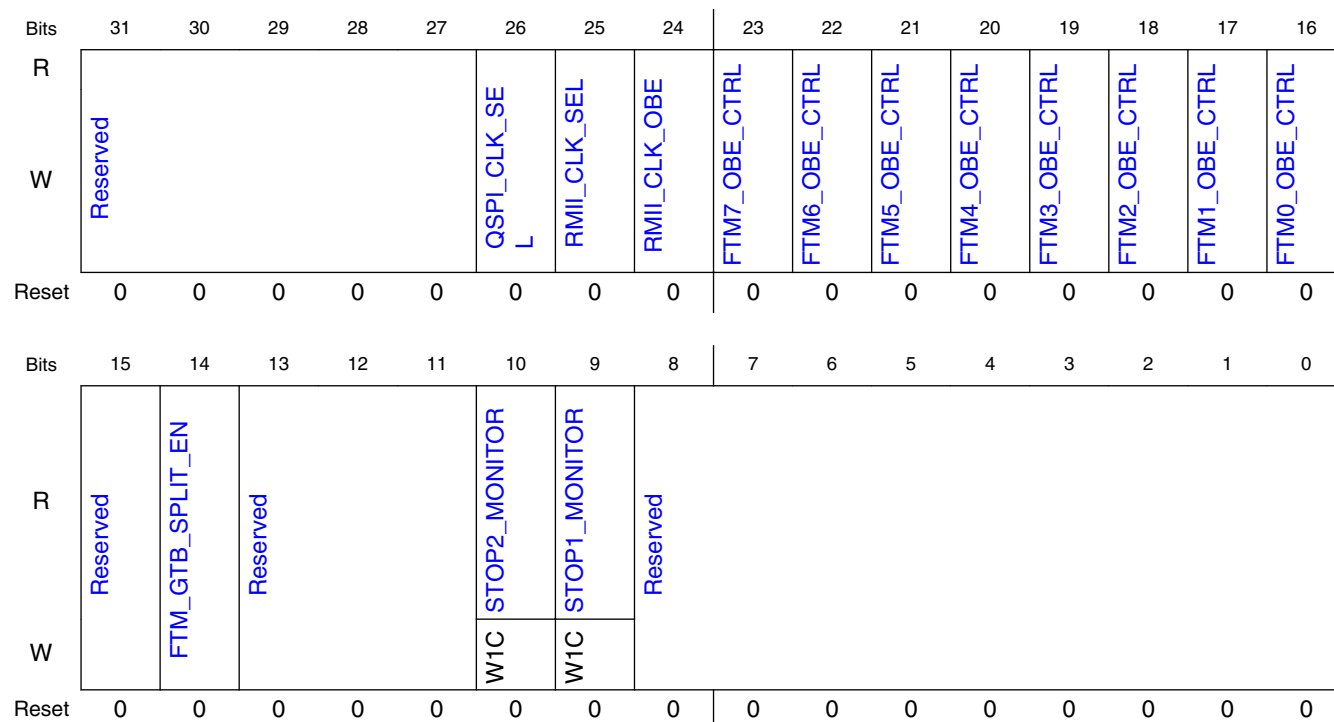 Bits 31 30 29 28 27 26 25 24 23 22 21 20 19 18 17 16
R
W
Reserved
QSPI_CLK_SE
L
RMII_CLK_SEL
RMII_CLK_OBE
FTM7_OBE_CTRL
FTM6_OBE_CTRL
FTM5_OBE_CTRL
FTM4_OBE_CTRL
FTM3_OBE_CTRL
FTM2_OBE_CTRL
FTM1_OBE_CTRL
FTM0_OBE_CTRL
Reset 0 0 0 0 0 0 0 0 0 0 0 0 0 0 0 0
Bits 15 14 13 12 11 10 9 8 7 6 5 4 3 2 1 0
R
Reserved
FTM_GTB_SPLIT_EN
Reserved
STOP2_MONITOR
STOP1_MONITOR
Reserved
W
W1C
W1C
Reset 0 0 0 0 0 0 0 0 0 0 0 0 0 0 0 0